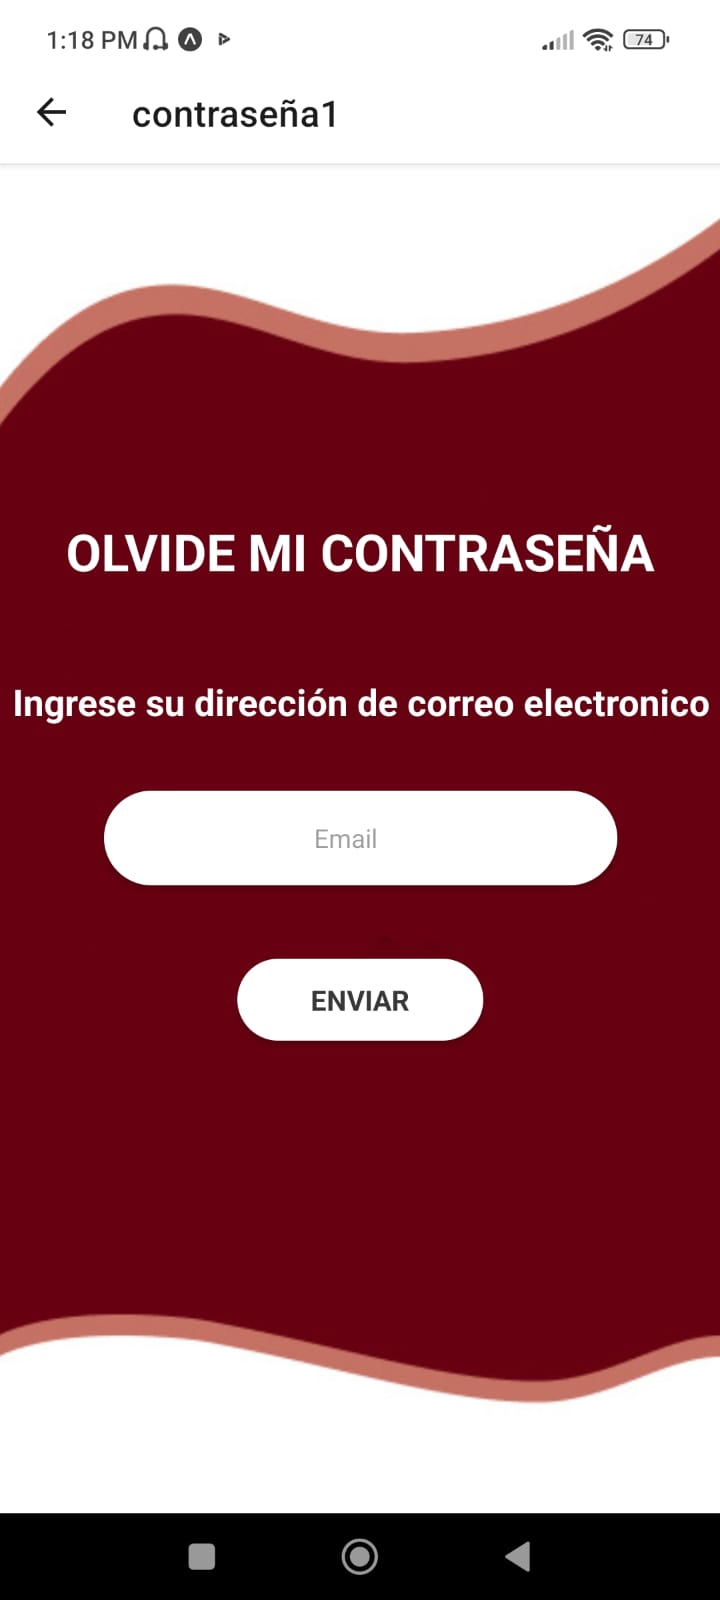 1:18 PM
74
contraseña1
OLVIDE MI CONTRASEÑA
Ingrese su dirección de correo electronico
Email
ENVIAR